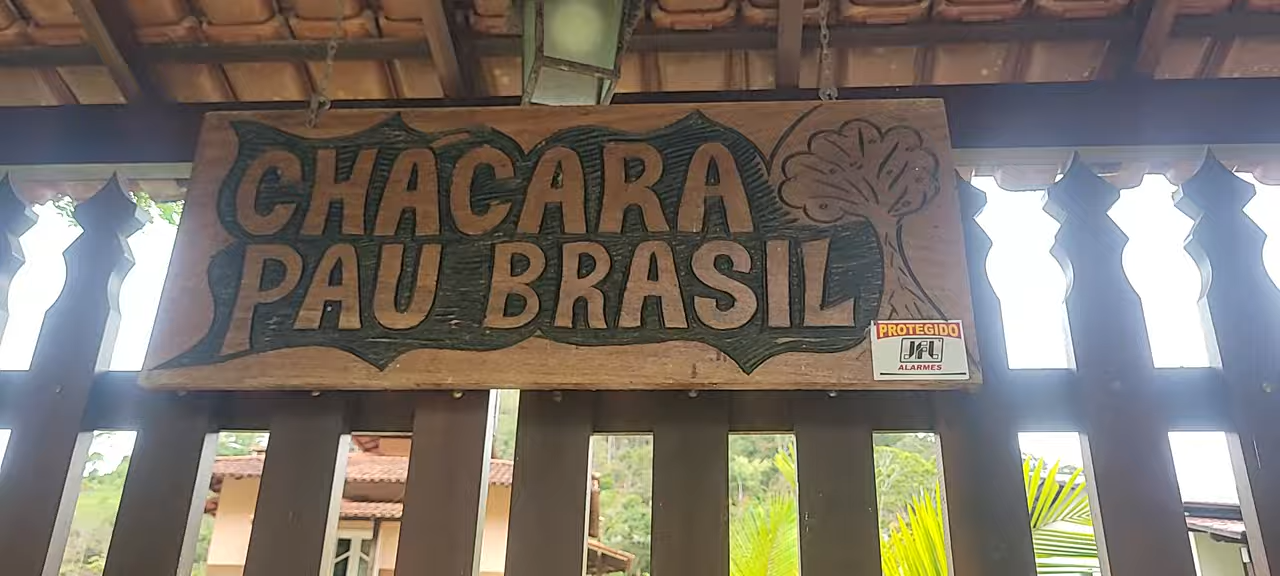 CHACARA
PAU BRASIL
PROTEGIDO
JFL
ALARMES